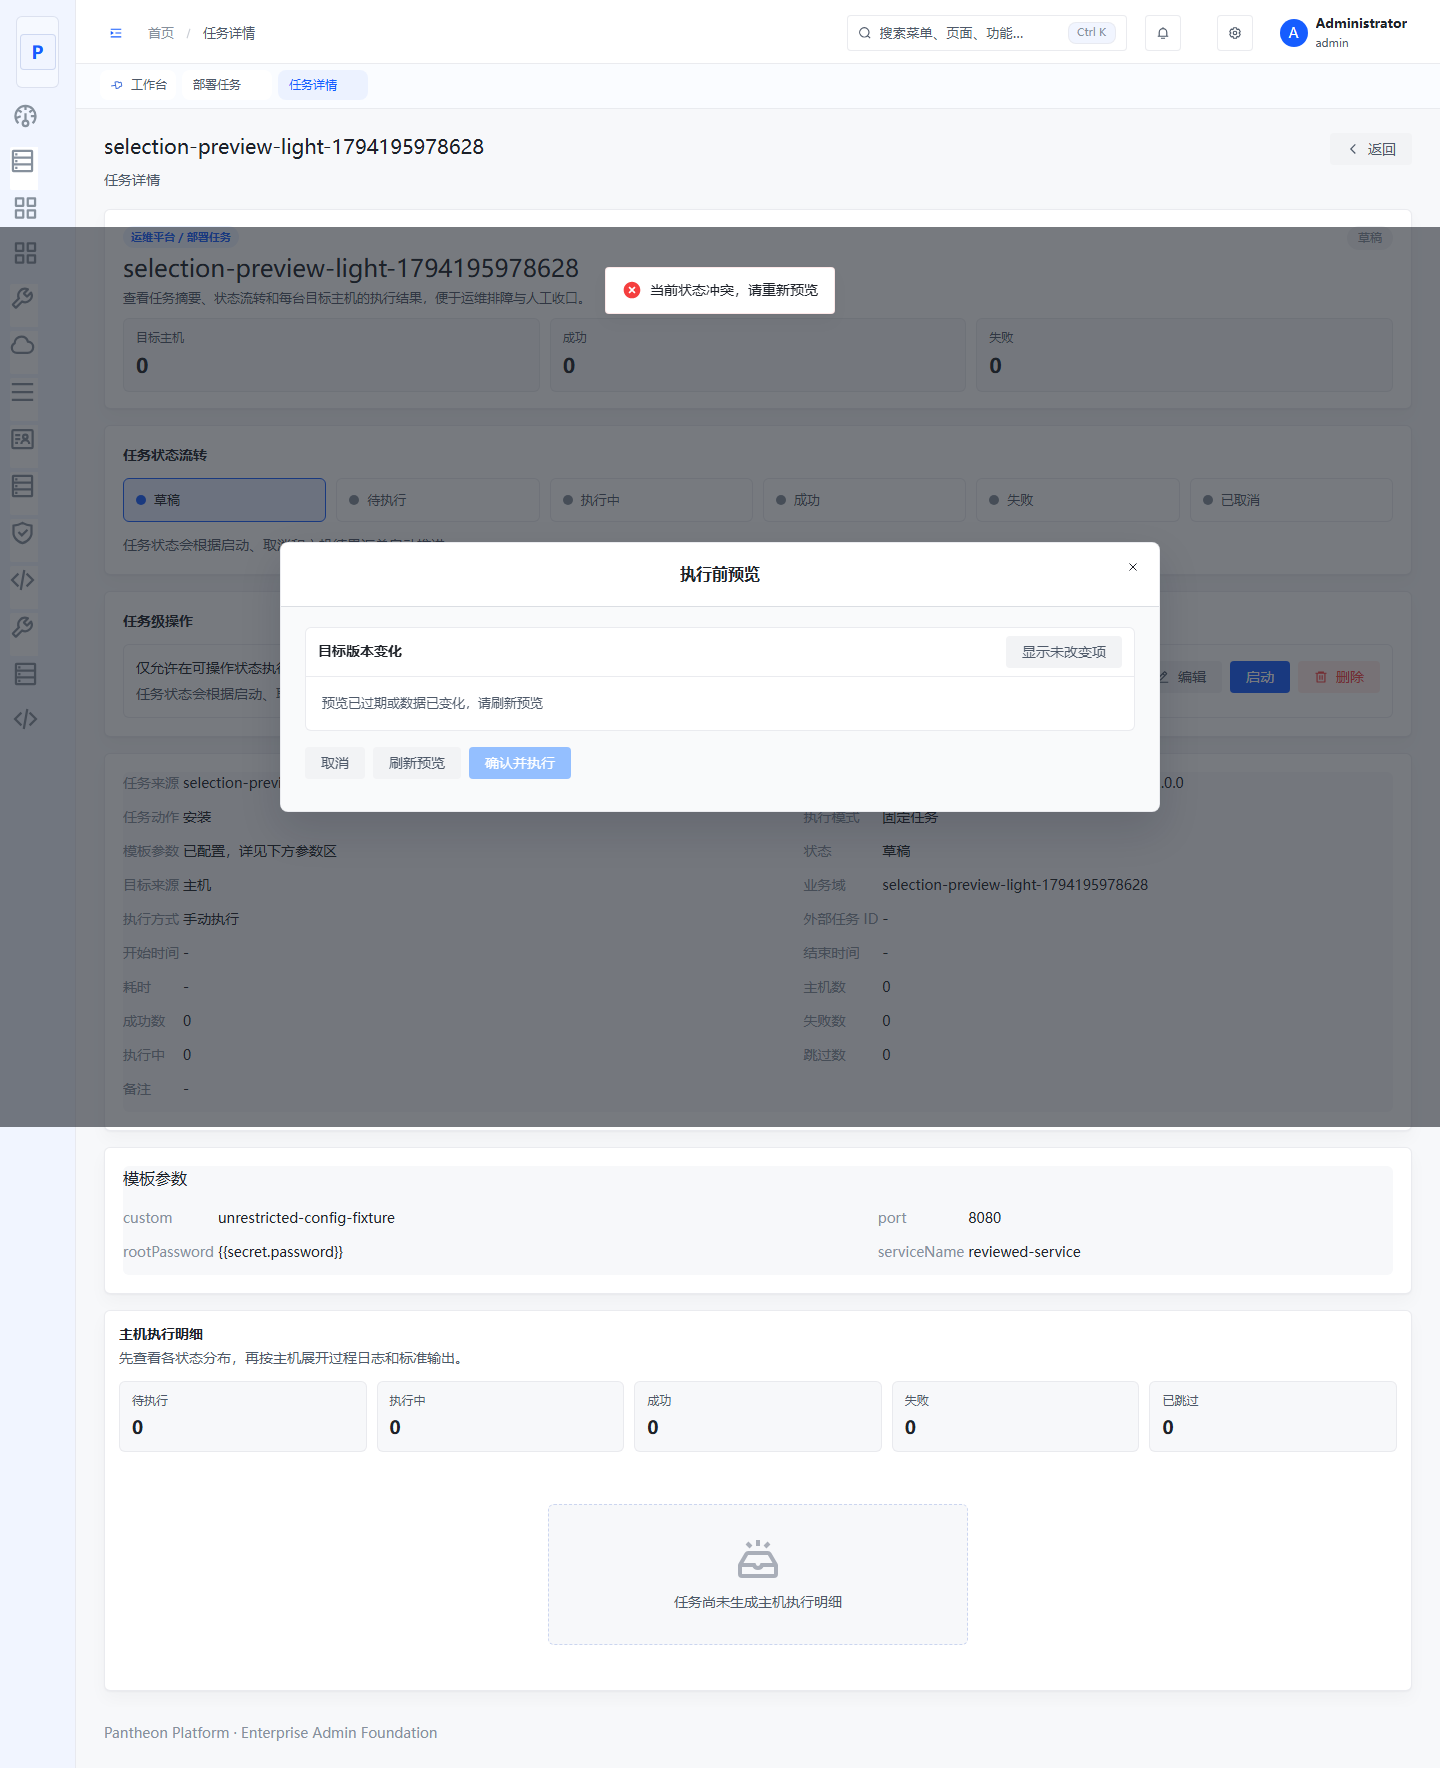 P
首页 / 任务详情
搜索菜单、页面、功能...
Ctrl K
A
Administrator
admin
工作台
部署任务
任务详情
selection-preview-light-1794195978628
任务详情
返回
运维平台 / 部署任务
草稿
selection-preview-light-1794195978628
查看任务摘要、状态流转和每台目标主机的执行结果，便于运维排障与人工收口。
当前状态冲突，请重新预览
目标主机
0
成功
0
失败
0
任务状态流转
草稿
待执行
执行中
成功
失败
已取消
任务状态会根据启动、取
执行前预览
任务级操作
仅允许在可操作状态执行
任务状态会根据启动、
编辑
启动
删除
目标版本变化
显示未改变项
预览已过期或数据已变化，请刷新预览
取消
刷新预览
确认并执行
任务来源 selection-previ
.0.0
任务动作 安装
执行模式 固定任务
模板参数 已配置，详见下方参数区
状态 草稿
目标来源 主机
业务域 selection-preview-light-1794195978628
执行方式 手动执行
外部任务 ID -
开始时间 -
结束时间 -
耗时 -
主机数 0
成功数 0
失败数 0
执行中 0
跳过数 0
备注 -
模板参数
custom unrestricted-config-fixture
port 8080
rootPassword {{secret.password}}
serviceName reviewed-service
主机执行明细
先查看各状态分布，再按主机展开过程日志和标准输出。
待执行
0
执行中
0
成功
0
失败
0
已跳过
0
任务尚未生成主机执行明细
Pantheon Platform · Enterprise Admin Foundation